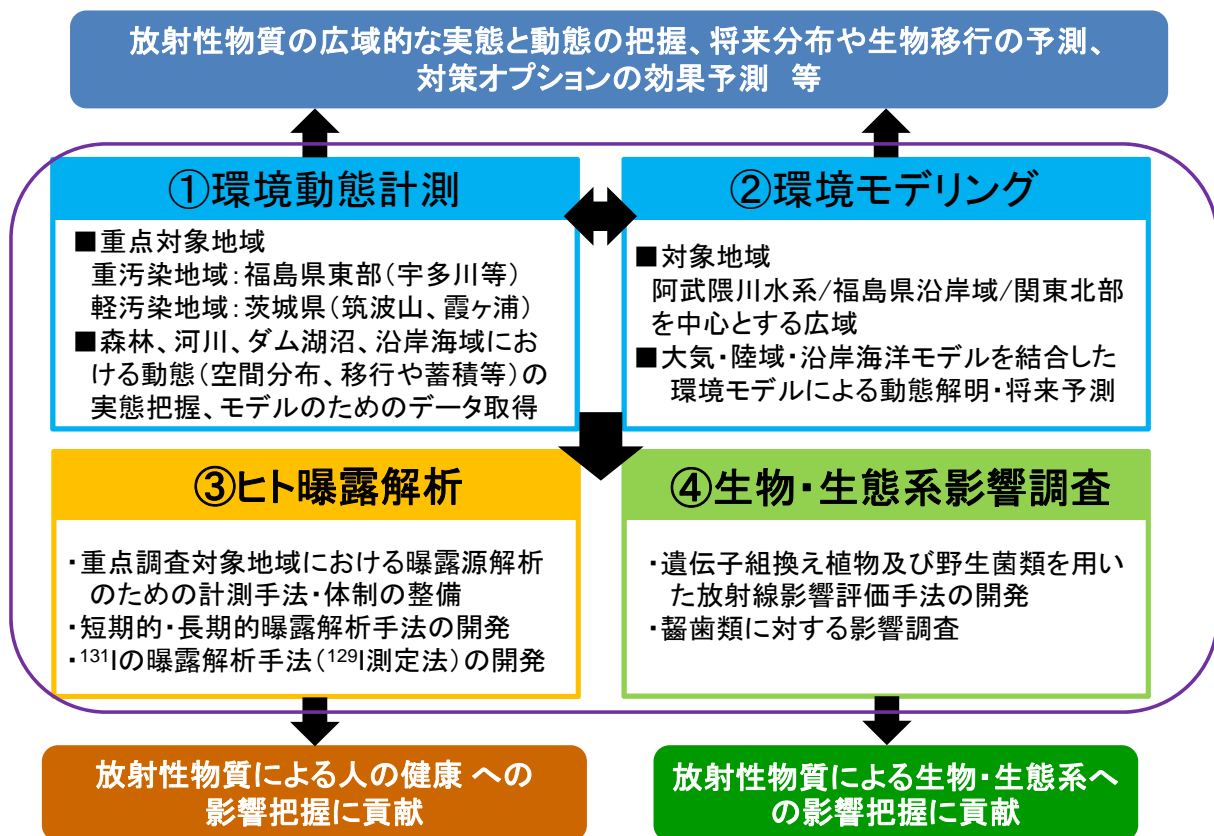 放射性物質の広域的な実態と動態の把握、将来分布や生物移行の予測、
対策オプションの効果予測　等
①環境動態計測
■重点対象地域
重汚染地域：福島県東部（宇多川等）
軽汚染地域：茨城県（筑波山、霞ヶ浦）
■森林、河川、ダム湖沼、沿岸海域にお
ける動態（空間分布、移行や蓄積等）の
実態把握、モデルのためのデータ取得
②環境モデリング
■対象地域
阿武隈川水系/福島県沿岸域/関東北部
を中心とする広域
■大気・陸域・沿岸海洋モデルを結合した
環境モデルによる動態解明・将来予測
③ヒト曝露解析
・重点調査対象地域における曝露源解析
のための計測手法・体制の整備
・短期的・長期的曝露解析手法の開発
・¹³¹Iの曝露解析手法（¹²⁹I測定法）の開発
④生物・生態系影響調査
・遺伝子組換え植物及び野生菌類を用い
た放射線影響評価手法の開発
・齧歯類に対する影響調査
放射性物質による人の健康 への
影響把握に貢献
放射性物質による生物・生態系へ
の影響把握に貢献